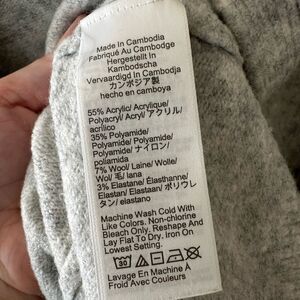 Made In Cambodia
Fabriqué Au Cambodge
Hergestellt In
Kambodscha
Vervaardigd In Cambodja
カンボジア製
hecho en camboya
55% Acrylic/ Acrylique/
Polyacryl/ Acryl/ アクリル/
acrílico
35% Polyamide/
Polyamide/ Polyamide/
Polyamide/ ナイロン/
poliamida
7% Wool/ Laine/ Wolle/
Wol/ 毛/ lana
3% Elastane/ Élasthanne/
Elastan/ Elastaan/ ポリウレ
タン/ elastano
Machine Wash Cold With
Like Colors. Non-chlorine
Bleach Only. Reshape And
Lay Flat To Dry. Iron On
Lowest Setting.
30
Lavage En Machine À
Froid Avec Couleurs